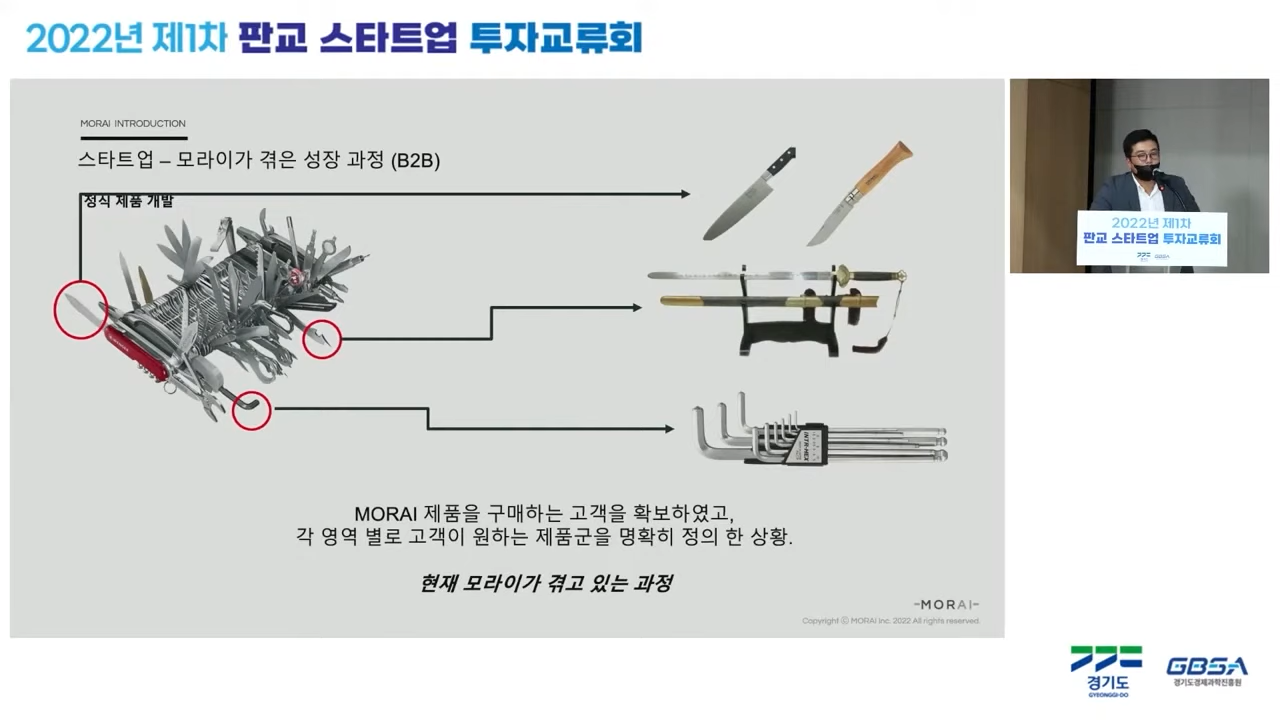 2022년 제1차 판교 스타트업 투자교류회
MORAI INTRODUCTION
스타트업 – 모라이가 겪은 성장 과정 (B2B)
정식 제품 개발
INTR-HEX
MORAI 제품을 구매하는 고객을 확보하였고,
각 영역 별로 고객이 원하는 제품군을 명확히 정의 한 상황.
현재 모라이가 겪고 있는 과정
-MORAI-
Copyright ⓒ MORAI Inc. 2022 All rights reserved.
2022년 제1차
판교 스타트업 투자교류회
경기도
GYEONGGI-DO
GBSA
경기도경제과학진흥원